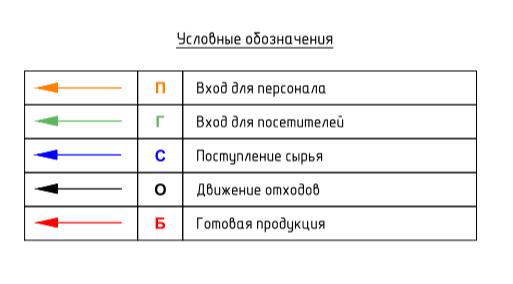 Условные обозначения
П Вход для персонала
Г Вход для посетителей
С Поступление сырья
О Движение отходов
Б Готовая продукция